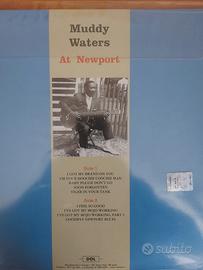 Muddy
Waters
At Newport
Side 1
I GOT MY BRAND ON YOU
I'M YOUR HOOCHIE COOCHIE MAN
BABY PLEASE DON'T GO
SOON FORGOTTEN
TIGER IN YOUR TANK
Side 2
I FEEL SO GOOD
I'VE GOT MY MOJO WORKING
I'VE GOT MY MOJO WORKING, PART 2
GOODBYE NEWPORT BLUES
DOL
subito